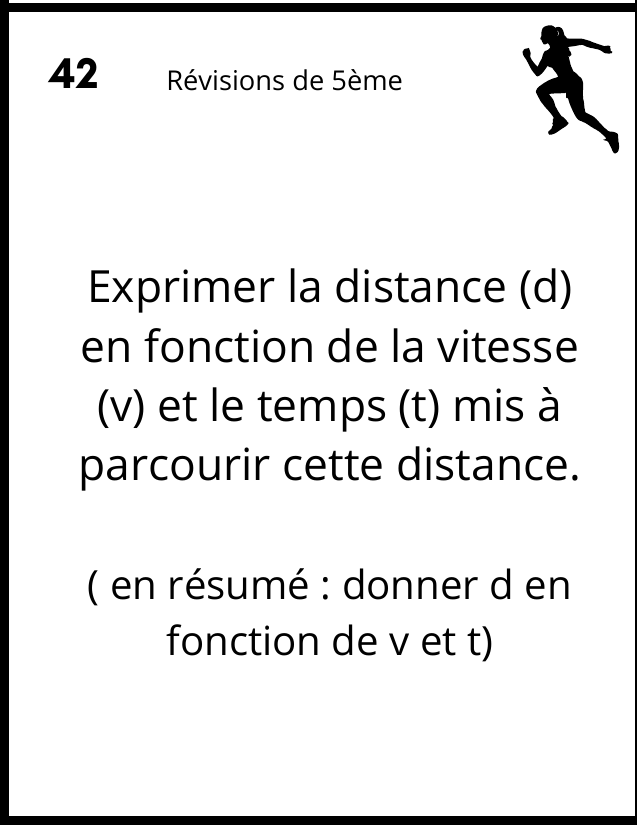 42
Révisions de 5ème
Exprimer la distance (d)
en fonction de la vitesse
(v) et le temps (t) mis à
parcourir cette distance.
( en résumé : donner d en
fonction de v et t)